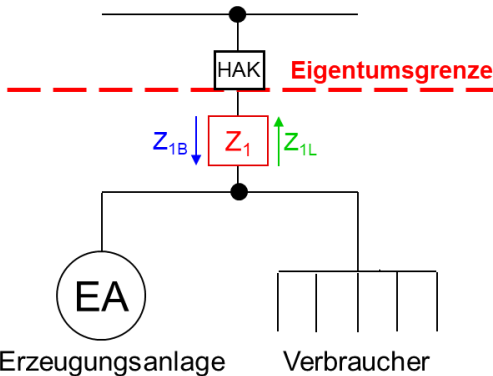 HAK
Eigentumsgrenze
Z1B Z1 Z1L
EA
Erzeugungsanlage Verbraucher